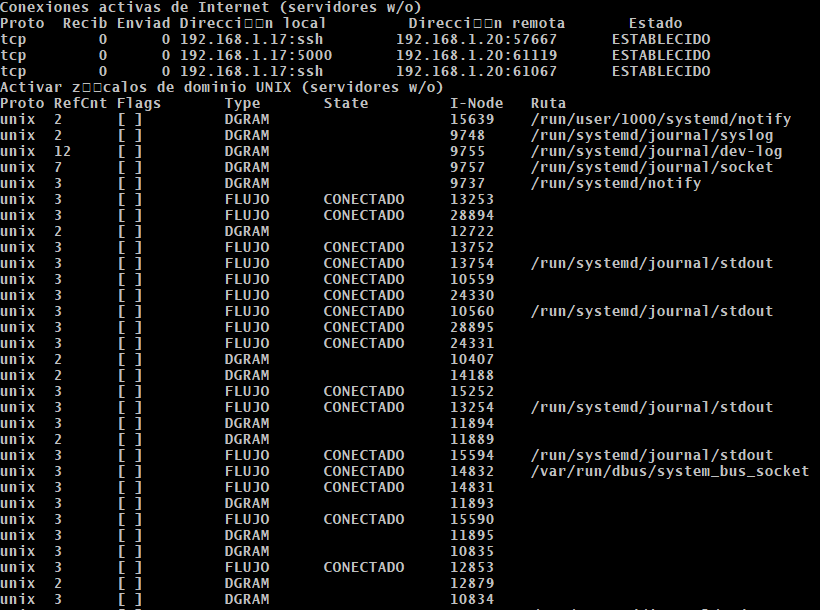 Conexiones activas de Internet (servidores w/o)
Proto  Recib Enviad Direcci□□n local         Direcci□□n remota       Estado
tcp        0      0 192.168.1.17:ssh        192.168.1.20:57667      ESTABLECIDO
tcp        0      0 192.168.1.17:5000       192.168.1.20:61119      ESTABLECIDO
tcp        0      0 192.168.1.17:ssh        192.168.1.20:61067      ESTABLECIDO
Activar z□□calos de dominio UNIX (servidores w/o)
Proto RefCnt Flags       Type       State         I-Node   Ruta
unix  2      [ ]         DGRAM                    15639    /run/user/1000/systemd/notify
unix  2      [ ]         DGRAM                    9748     /run/systemd/journal/syslog
unix  12     [ ]         DGRAM                    9755     /run/systemd/journal/dev-log
unix  7      [ ]         DGRAM                    9757     /run/systemd/journal/socket
unix  3      [ ]         DGRAM                    9737     /run/systemd/notify
unix  3      [ ]         FLUJO      CONECTADO     13253
unix  3      [ ]         FLUJO      CONECTADO     28894
unix  2      [ ]         DGRAM                    12722
unix  3      [ ]         FLUJO      CONECTADO     13752
unix  3      [ ]         FLUJO      CONECTADO     13754    /run/systemd/journal/stdout
unix  3      [ ]         FLUJO      CONECTADO     10559
unix  3      [ ]         FLUJO      CONECTADO     24330
unix  3      [ ]         FLUJO      CONECTADO     10560    /run/systemd/journal/stdout
unix  3      [ ]         FLUJO      CONECTADO     28895
unix  3      [ ]         FLUJO      CONECTADO     24331
unix  2      [ ]         DGRAM                    10407
unix  2      [ ]         DGRAM                    14188
unix  3      [ ]         FLUJO      CONECTADO     15252
unix  3      [ ]         FLUJO      CONECTADO     13254    /run/systemd/journal/stdout
unix  3      [ ]         DGRAM                    11894
unix  2      [ ]         DGRAM                    11889
unix  3      [ ]         FLUJO      CONECTADO     15594    /run/systemd/journal/stdout
unix  3      [ ]         FLUJO      CONECTADO     14832    /var/run/dbus/system_bus_socket
unix  3      [ ]         FLUJO      CONECTADO     14831
unix  3      [ ]         DGRAM                    11893
unix  3      [ ]         FLUJO      CONECTADO     15590
unix  3      [ ]         DGRAM                    11895
unix  3      [ ]         DGRAM                    10835
unix  3      [ ]         FLUJO      CONECTADO     12853
unix  2      [ ]         DGRAM                    12879
unix  3      [ ]         DGRAM                    10834